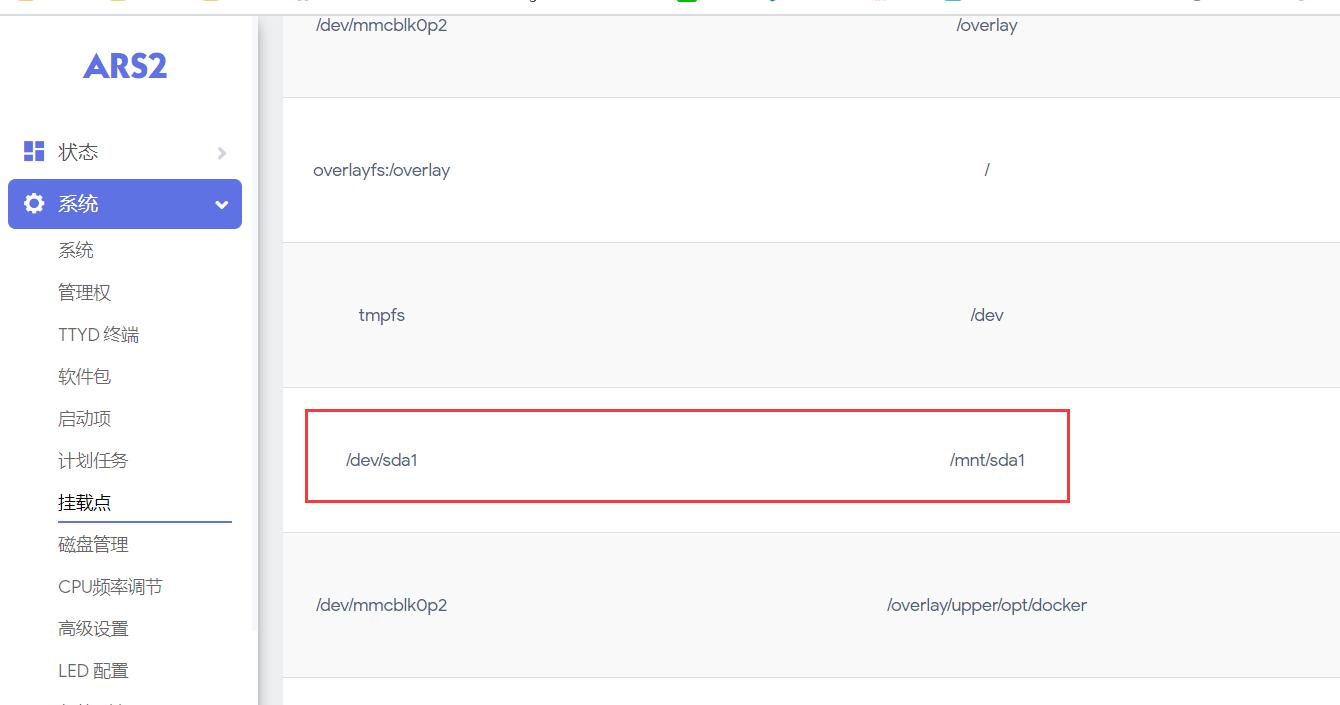 /dev/mmcblk0p2 /overlay
ARS2
状态
overlayfs:/overlay /
系统
系统
管理权
tmpfs /dev
TTYD 终端
软件包
启动项
计划任务
/dev/sda1 /mnt/sda1
挂载点
磁盘管理
CPU频率调节
/dev/mmcblk0p2 /overlay/upper/opt/docker
高级设置
LED 配置